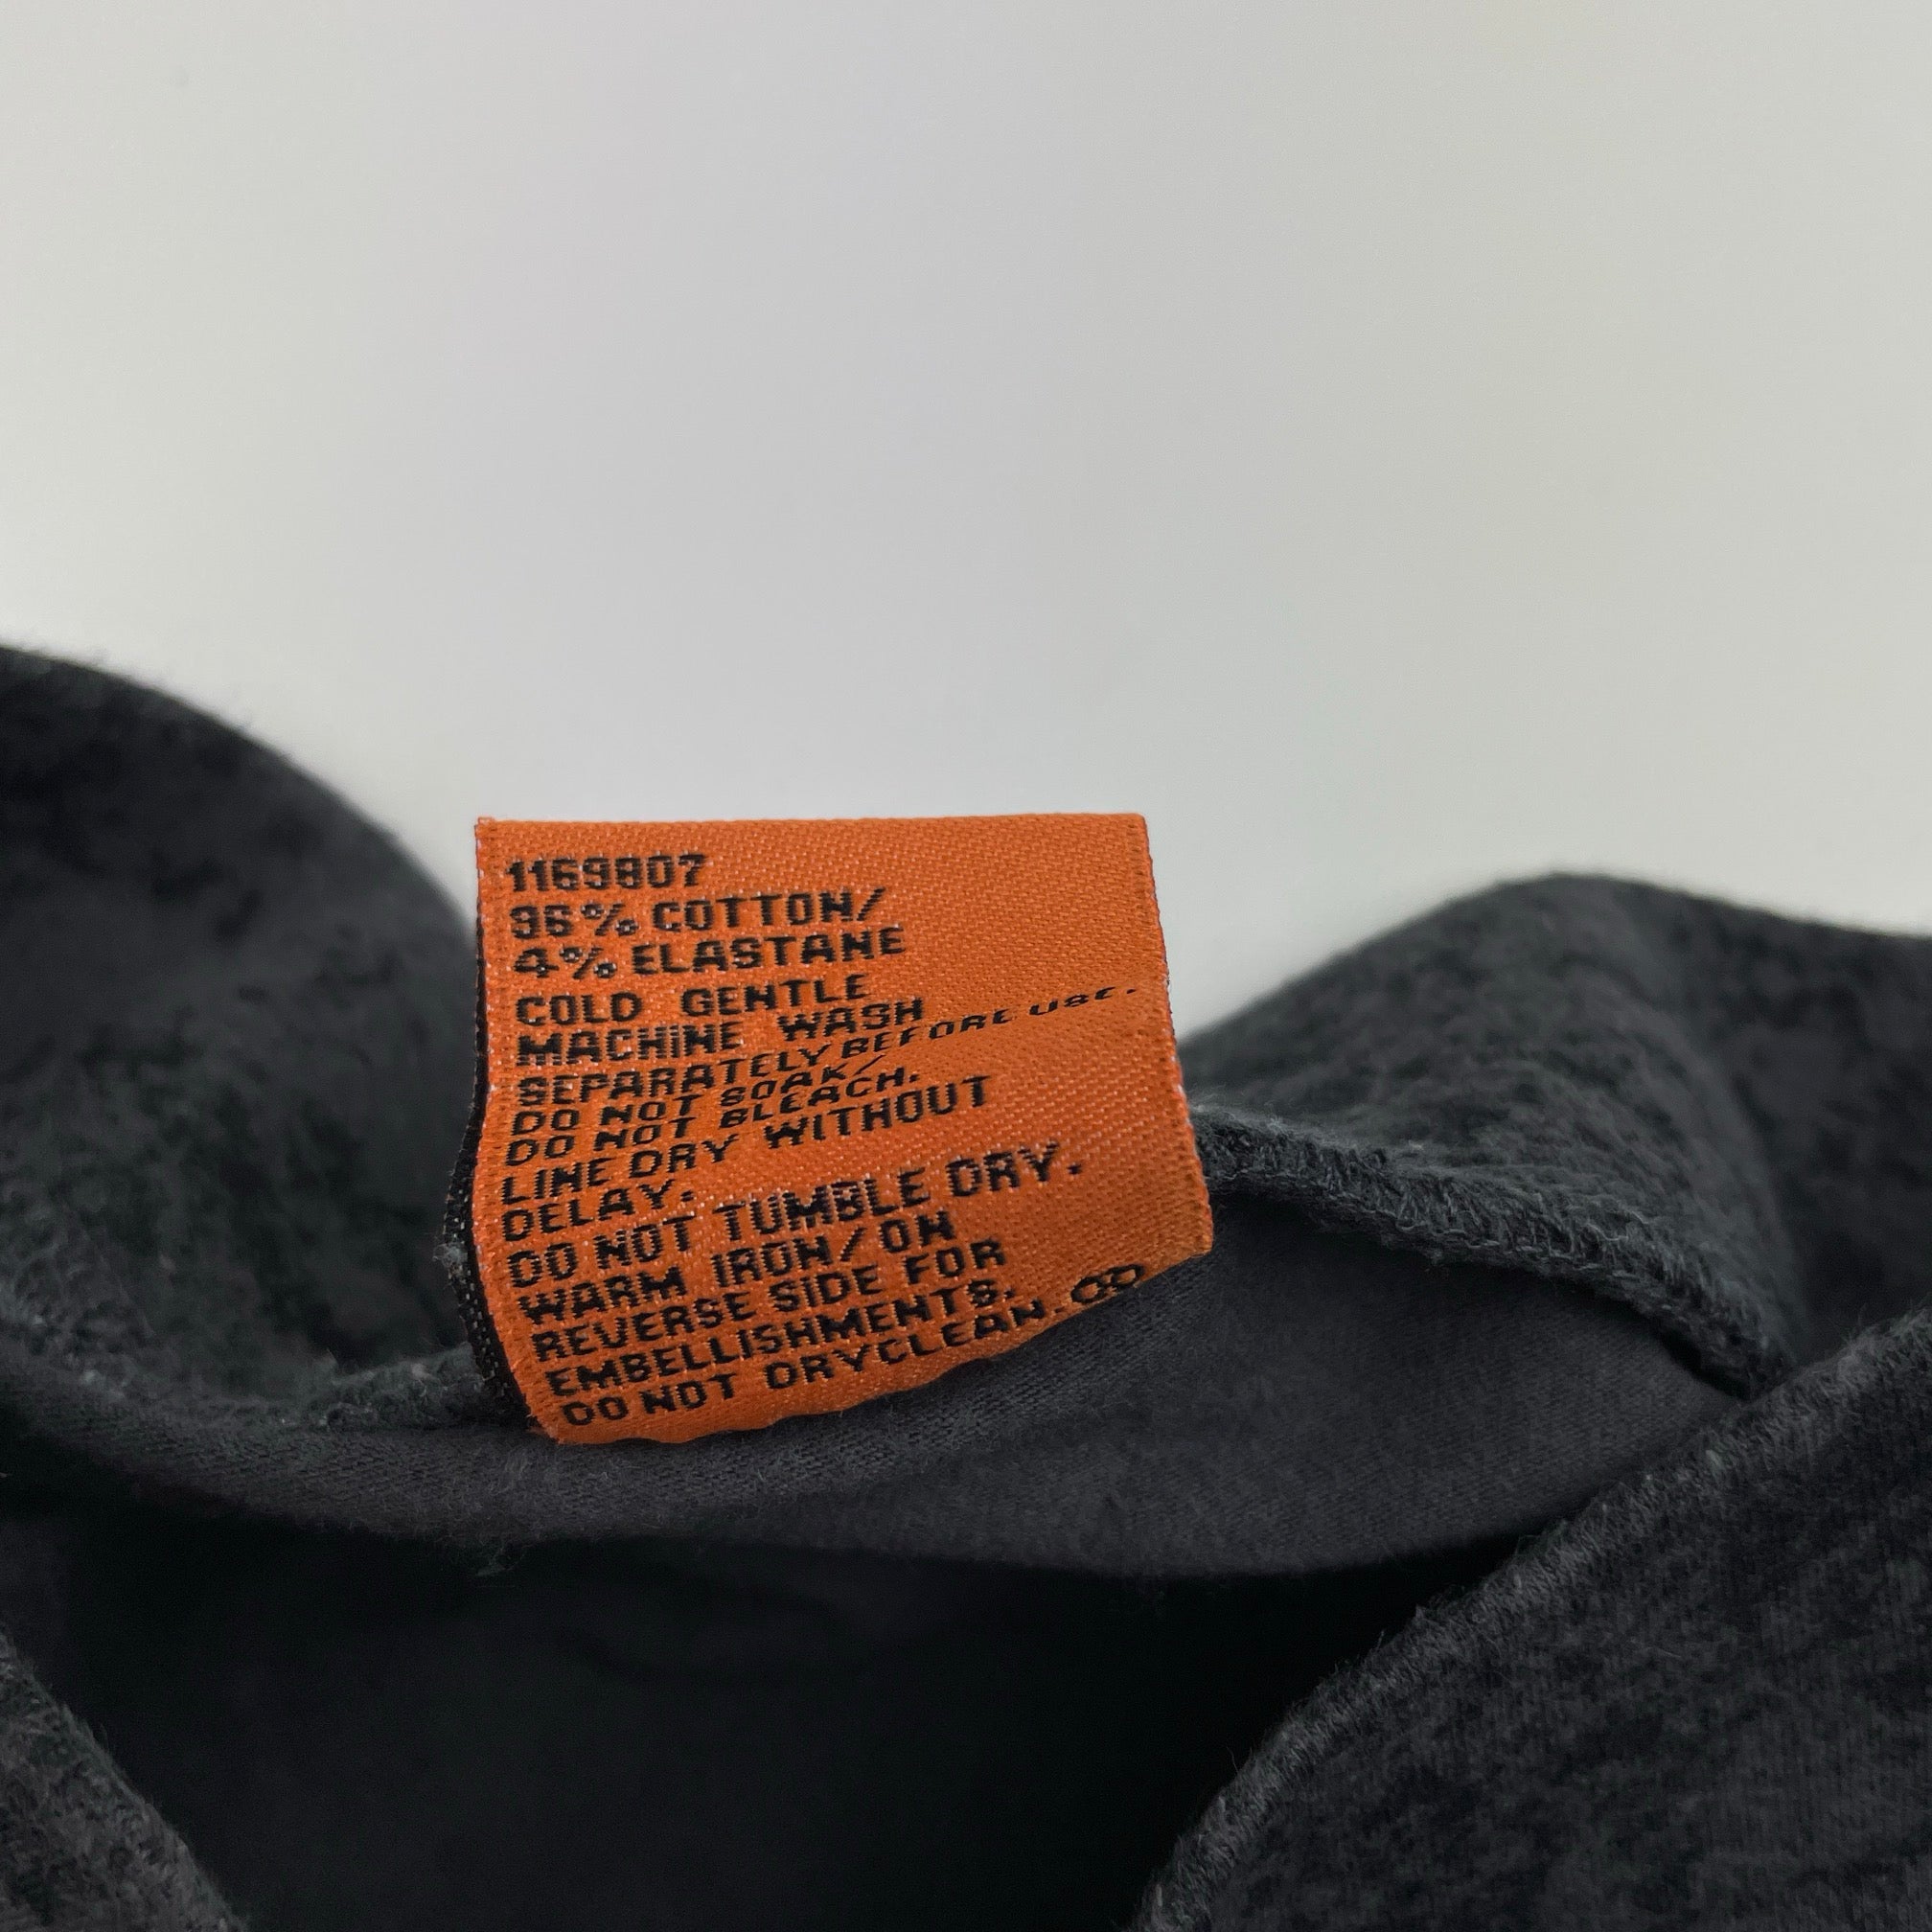 1169907
96% COTTON/
4% ELASTANE
COLD GENTLE
MACHINE WASH
SEPARATELY BEFORE USE.
DO NOT SOAK/
DO NOT BLEACH.
LINE DRY WITHOUT
DELAY.
DO NOT TUMBLE DRY.
WARM IRON/ON
REVERSE SIDE FOR
EMBELLISHMENTS.
DO NOT DRYCLEAN.